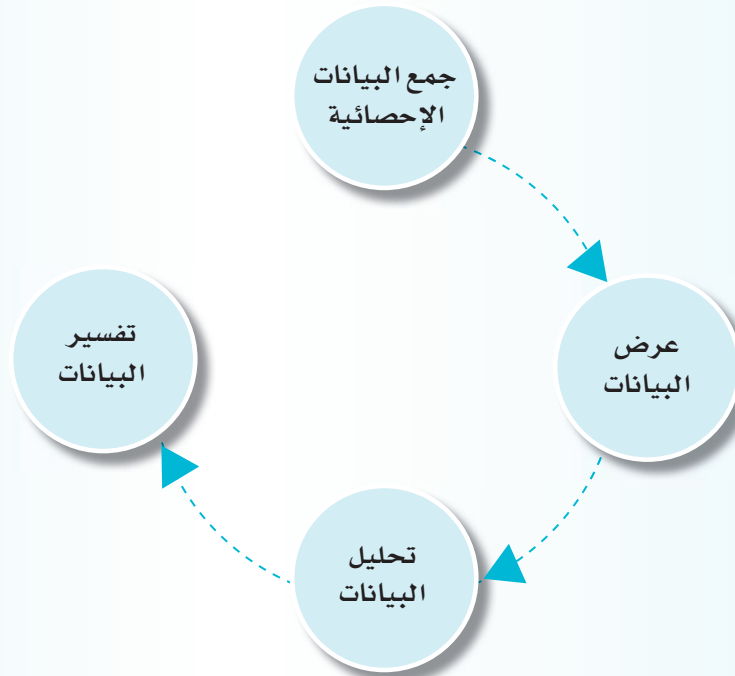 جمع البيانات
الإحصائية
عرض
البيانات
تحليل
البيانات
تفسير
البيانات